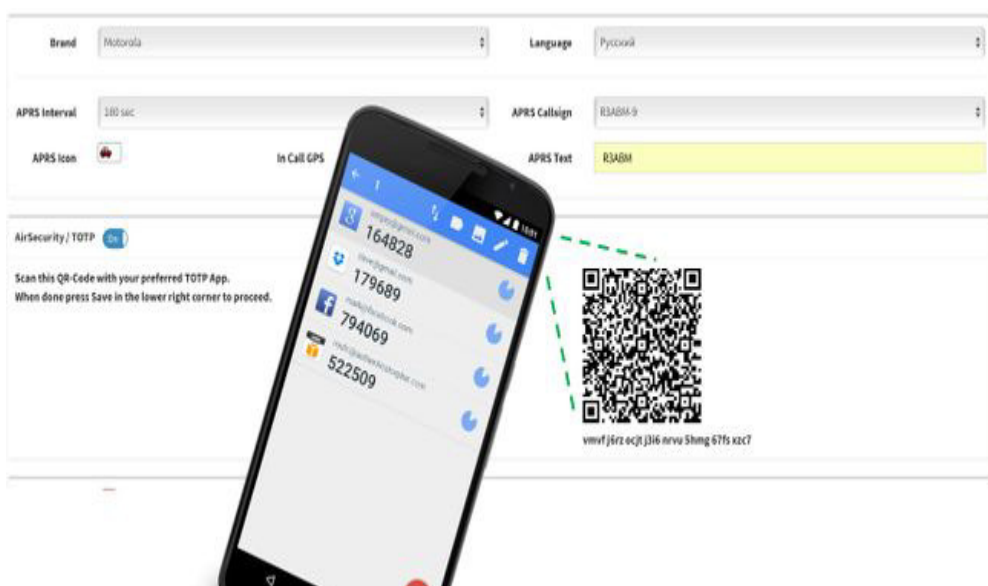 Brand Motorola Language Русский
APRS Interval 180 sec APRS Callsign R3ABM-9
APRS Icon In Call GPS APRS Text R3ABM
AirSecurity / TOTP On
Scan this QR-Code with your preferred TOTP App.
When done press Save in the lower right corner to proceed.
1
164828
179689
794069
522509
vmvf j6rz ocjt j3i6 nrvu 5hmg 67fs xzc7